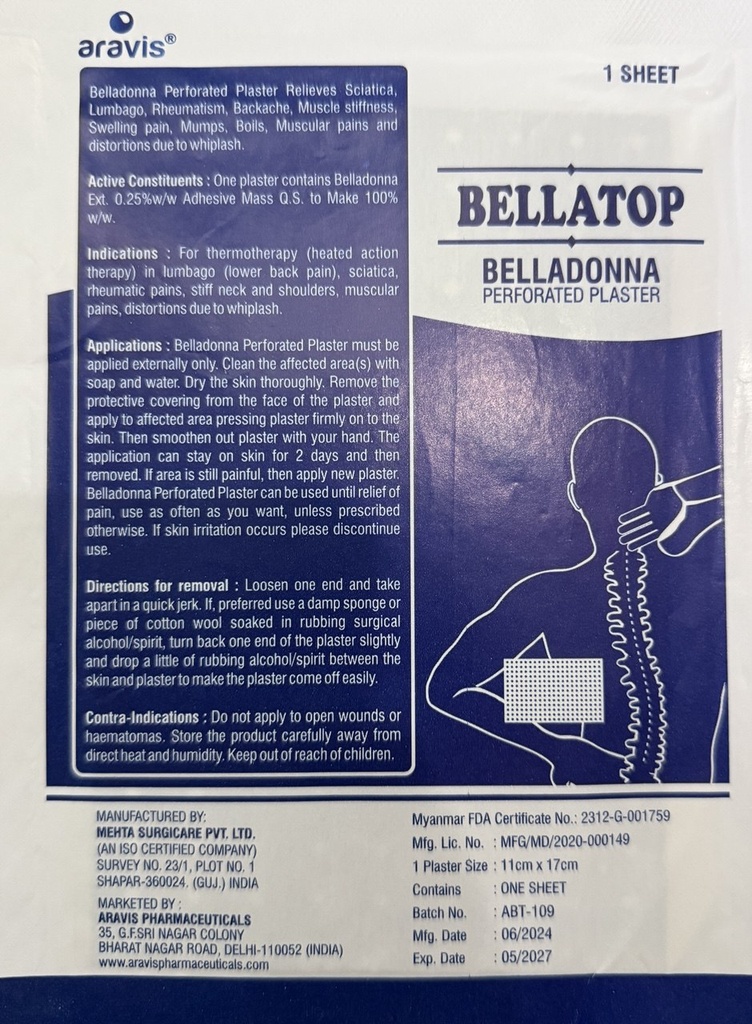 aravis®
Belladonna Perforated Plaster Relieves Sciatica,
Lumbago, Rheumatism, Backache, Muscle stiffness,
Swelling pain, Mumps, Boils, Muscular pains and
distortions due to whiplash.
Active Constituents : One plaster contains Belladonna
Ext. 0.25%w/w Adhesive Mass Q.S. to Make 100%
w/w.
Indications : For thermotherapy (heated action
therapy) in lumbago (lower back pain), sciatica,
rheumatic pains, stiff neck and shoulders, muscular
pains, distortions due to whiplash.
Applications : Belladonna Perforated Plaster must be
applied externally only. Clean the affected area(s) with
soap and water. Dry the skin thoroughly. Remove the
protective covering from the face of the plaster and
apply to affected area pressing plaster firmly on to the
skin. Then smoothen out plaster with your hand. The
application can stay on skin for 2 days and then
removed. If area is still painful, then apply new plaster.
Belladonna Perforated Plaster can be used until relief of
pain, use as often as you want, unless prescribed
otherwise. If skin irritation occurs please discontinue
use.
Directions for removal : Loosen one end and take
apart in a quick jerk. If, preferred use a damp sponge or
piece of cotton wool soaked in rubbing surgical
alcohol/spirit, turn back one end of the plaster slightly
and drop a little of rubbing alcohol/spirit between the
skin and plaster to make the plaster come off easily.
Contra-Indications : Do not apply to open wounds or
haematomas. Store the product carefully away from
direct heat and humidity. Keep out of reach of children.
1 SHEET
BELLATOP
BELLADONNA
PERFORATED PLASTER
MANUFACTURED BY:
MEHTA SURGICARE PVT. LTD.
(AN ISO CERTIFIED COMPANY)
SURVEY NO. 23/1, PLOT NO. 1
SHAPAR-360024. (GUJ.) INDIA
MARKETED BY :
ARAVIS PHARMACEUTICALS
35, G.F.SRI NAGAR COLONY
BHARAT NAGAR ROAD, DELHI-110052 (INDIA)
www.aravispharmaceuticals.com
Myanmar FDA Certificate No.: 2312-G-001759
Mfg. Lic. No. : MFG/MD/2020-000149
1 Plaster Size : 11cm x 17cm
Contains : ONE SHEET
Batch No. : ABT-109
Mfg. Date : 06/2024
Exp. Date : 05/2027